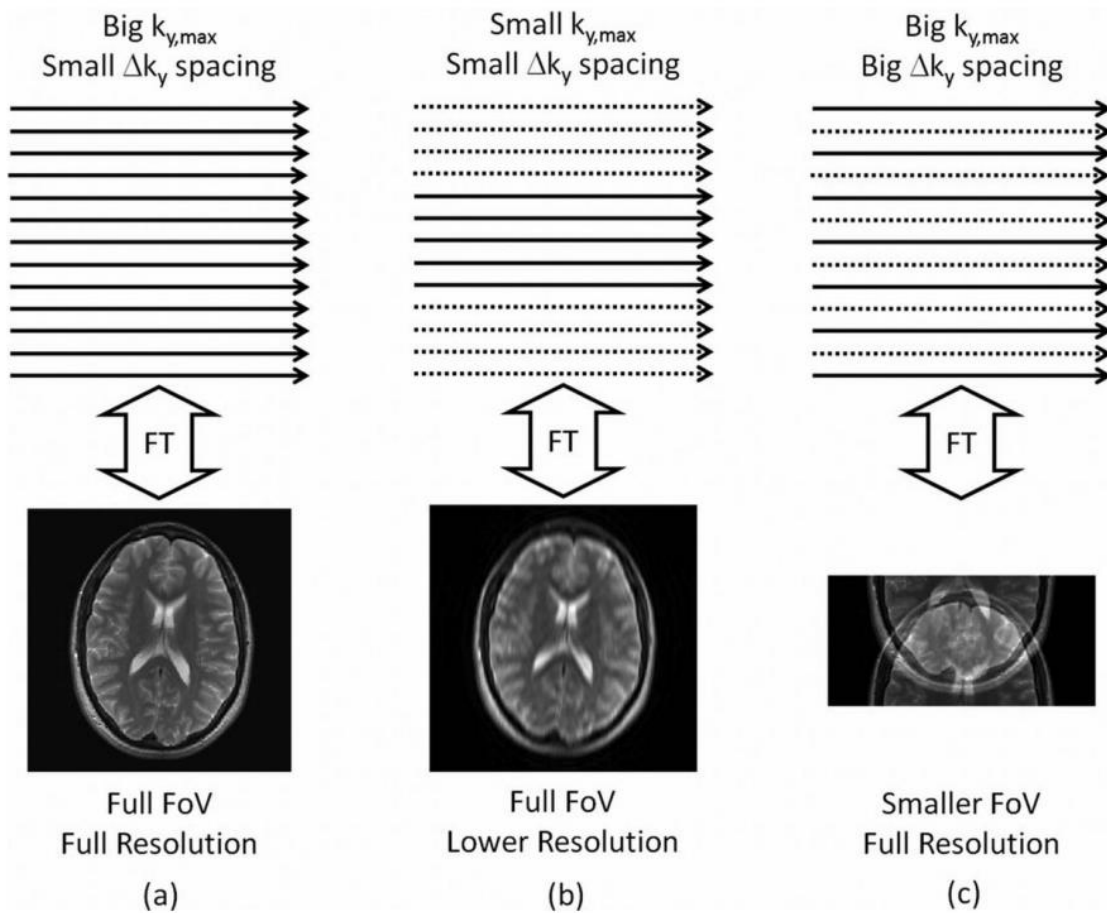 Big k_y,max
Small Δk_y spacing
FT
Full FoV
Full Resolution
(a)
Small k_y,max
Small Δk_y spacing
FT
Full FoV
Lower Resolution
(b)
Big k_y,max
Big Δk_y spacing
FT
Smaller FoV
Full Resolution
(c)